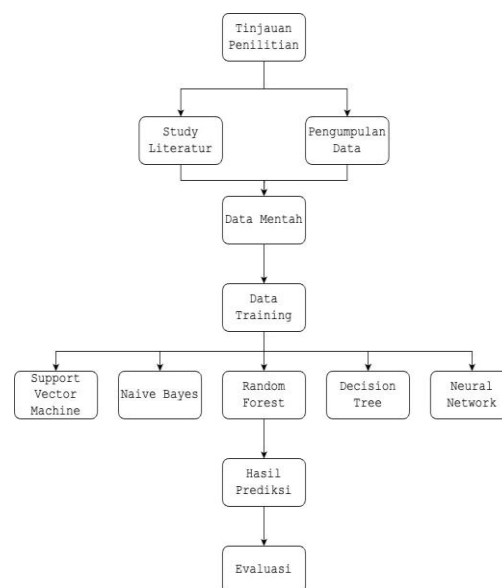 Tinjauan
Penilitian
Study
Literatur
Pengumpulan
Data
Data Mentah
Data
Training
Support
Vector
Machine
Naive Bayes
Random
Forest
Decision
Tree
Neural
Network
Hasil
Prediksi
Evaluasi